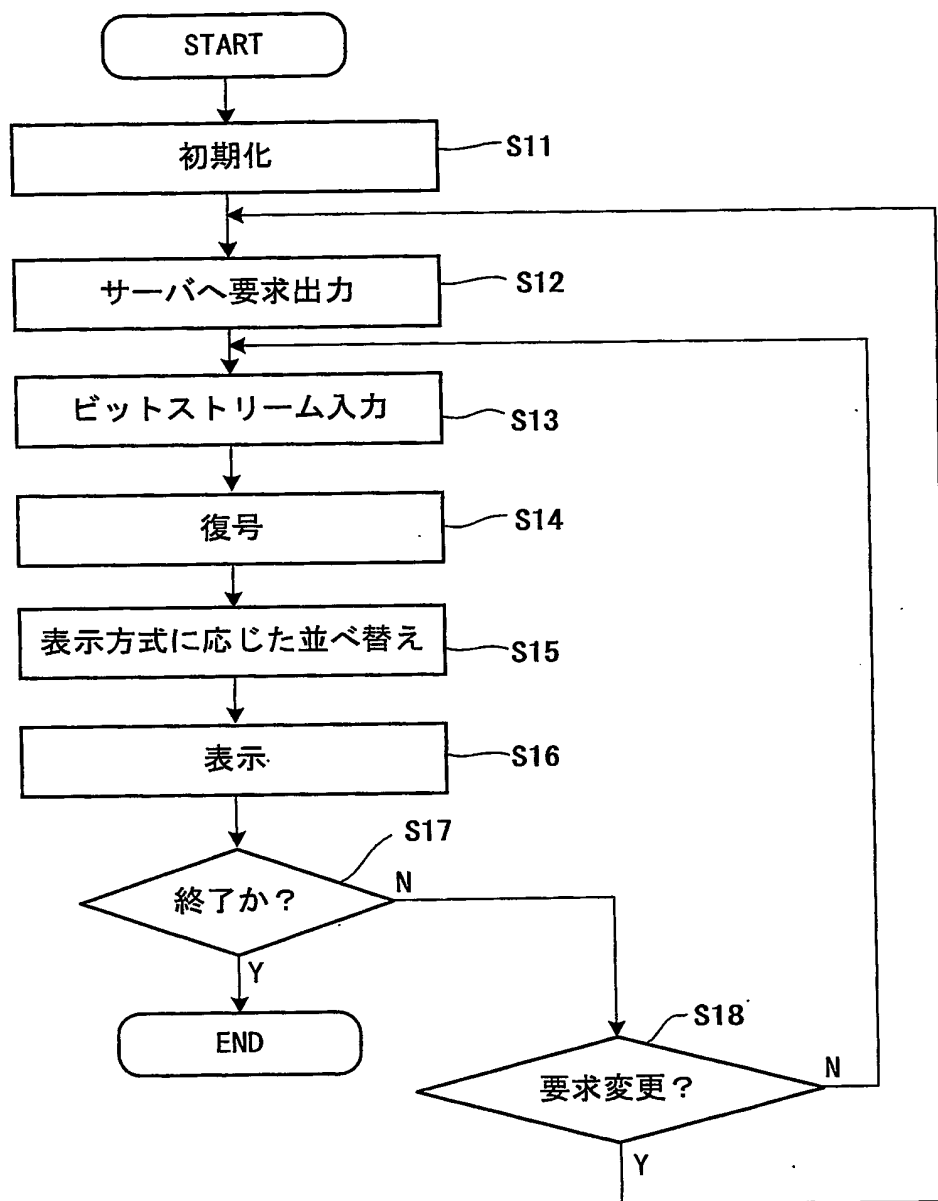 START
初期化
S11
サーバへ要求出力
S12
ビットストリーム入力
S13
復号
S14
表示方式に応じた並べ替え
S15
表示
S16
S17
終了か?
N
Y
END
S18
要求変更?
N
Y